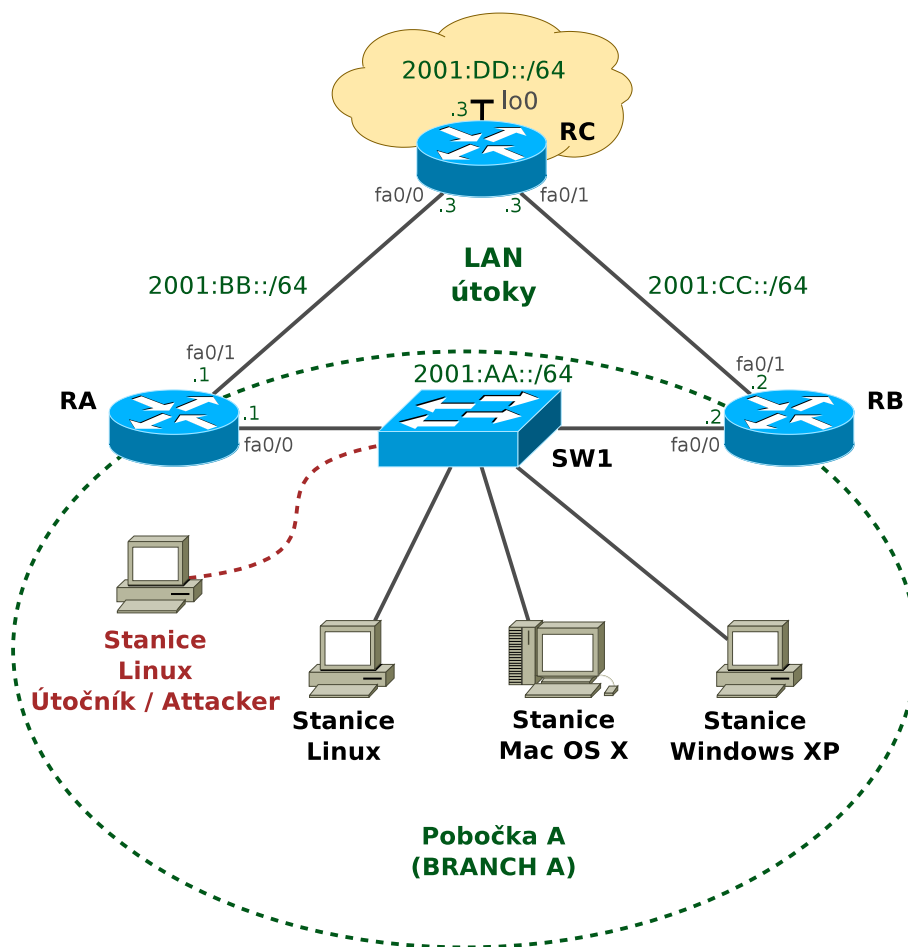 2001:DD::/64
.3
lo0
RC
fa0/0
.3
.3
fa0/1
LAN
útoky
2001:BB::/64
2001:CC::/64
fa0/1
.1
2001:AA::/64
fa0/1
.2
RA
.1
fa0/0
.2
fa0/0
RB
SW1
Stanice
Linux
Útočník / Attacker
Stanice
Linux
Stanice
Mac OS X
Stanice
Windows XP
Pobočka A
(BRANCH A)